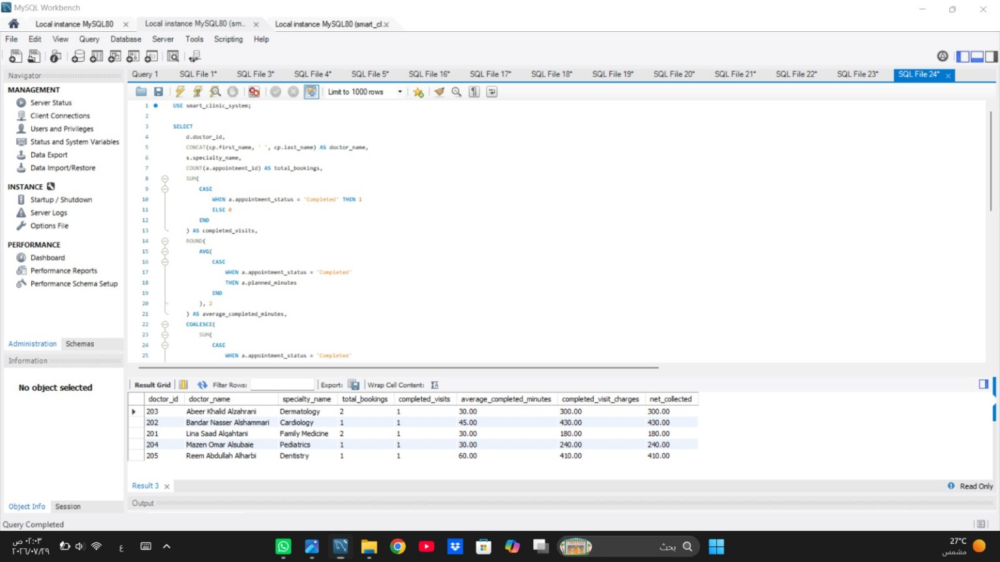 MySQL Workbench
Local instance MySQL80 × Local instance MySQL80 (sm... × Local instance MySQL80 (smart_cl ×
File Edit View Query Database Server Tools Scripting Help
Navigator
MANAGEMENT
Server Status
Client Connections
Users and Privileges
Status and System Variables
Data Export
Data Import/Restore
INSTANCE
Startup / Shutdown
Server Logs
Options File
PERFORMANCE
Dashboard
Performance Reports
Performance Schema Setup
Administration Schemas
Information
No object selected
Object Info Session
Query 1 SQL File 1* SQL File 3* SQL File 4* SQL File 5* SQL File 16* SQL File 17* SQL File 18* SQL File 19* SQL File 20* SQL File 21* SQL File 22* SQL File 23* SQL File 24* ×
Limit to 1000 rows
1 USE smart_clinic_system;
2
3 SELECT
4 d.doctor_id,
5 CONCAT(cp.first_name, ' ', cp.last_name) AS doctor_name,
6 s.specialty_name,
7 COUNT(a.appointment_id) AS total_bookings,
8 SUM(
9 CASE
10 WHEN a.appointment_status = 'Completed' THEN 1
11 ELSE 0
12 END
13 ) AS completed_visits,
14 ROUND(
15 AVG(
16 CASE
17 WHEN a.appointment_status = 'Completed'
18 THEN a.planned_minutes
19 END
20 ), 2
21 ) AS average_completed_minutes,
22 COALESCE(
23 SUM(
24 CASE
25 WHEN a.appointment_status = 'Completed'
Result Grid Filter Rows: Export: Wrap Cell Content:
doctor_id doctor_name specialty_name total_bookings completed_visits average_completed_minutes completed_visit_charges net_collected
203 Abeer Khalid Alzahrani Dermatology 2 1 30.00 300.00 300.00
202 Bandar Nasser Alshammari Cardiology 1 1 45.00 430.00 430.00
201 Lina Saad Alqahtani Family Medicine 2 1 30.00 180.00 180.00
204 Mazen Omar Alsubaie Pediatrics 1 1 30.00 240.00 240.00
205 Reem Abdullah Alharbi Dentistry 1 1 60.00 410.00 410.00
Result 3 × Read Only
Output
Query Completed
٠٢:٠٣ ص
٢٠٢٦/٠٧/٢٩
ع
بحث
27°C
مشمس